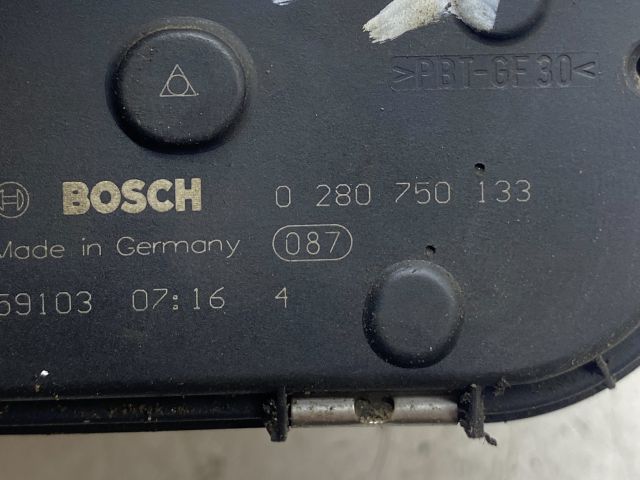 >PBT-GF30<
BOSCH 0 280 750 133
Made in Germany 087
59103 07:16 4